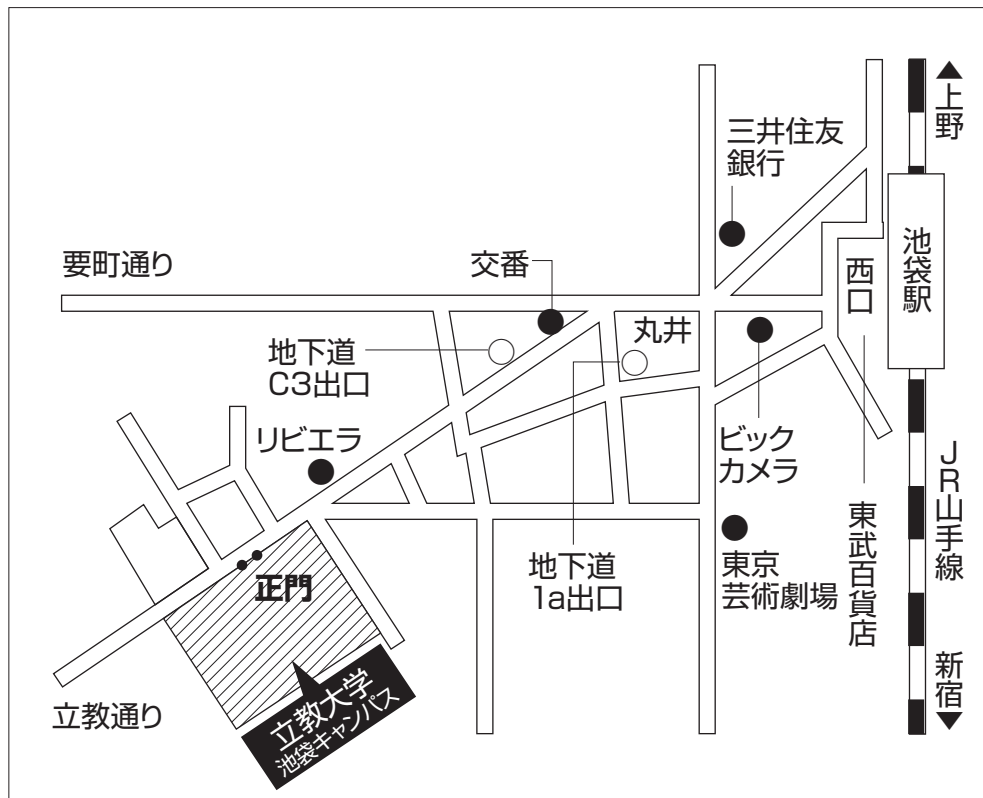 ▲上野
三井住友
銀行
池袋駅
要町通り
交番
西口
丸井
地下道
C3出口
リビエラ
ビック
カメラ
JR山手線
東武百貨店
地下道
1a出口
東京
芸術劇場
正門
新宿▼
立教通り
立教大学
池袋キャンパス